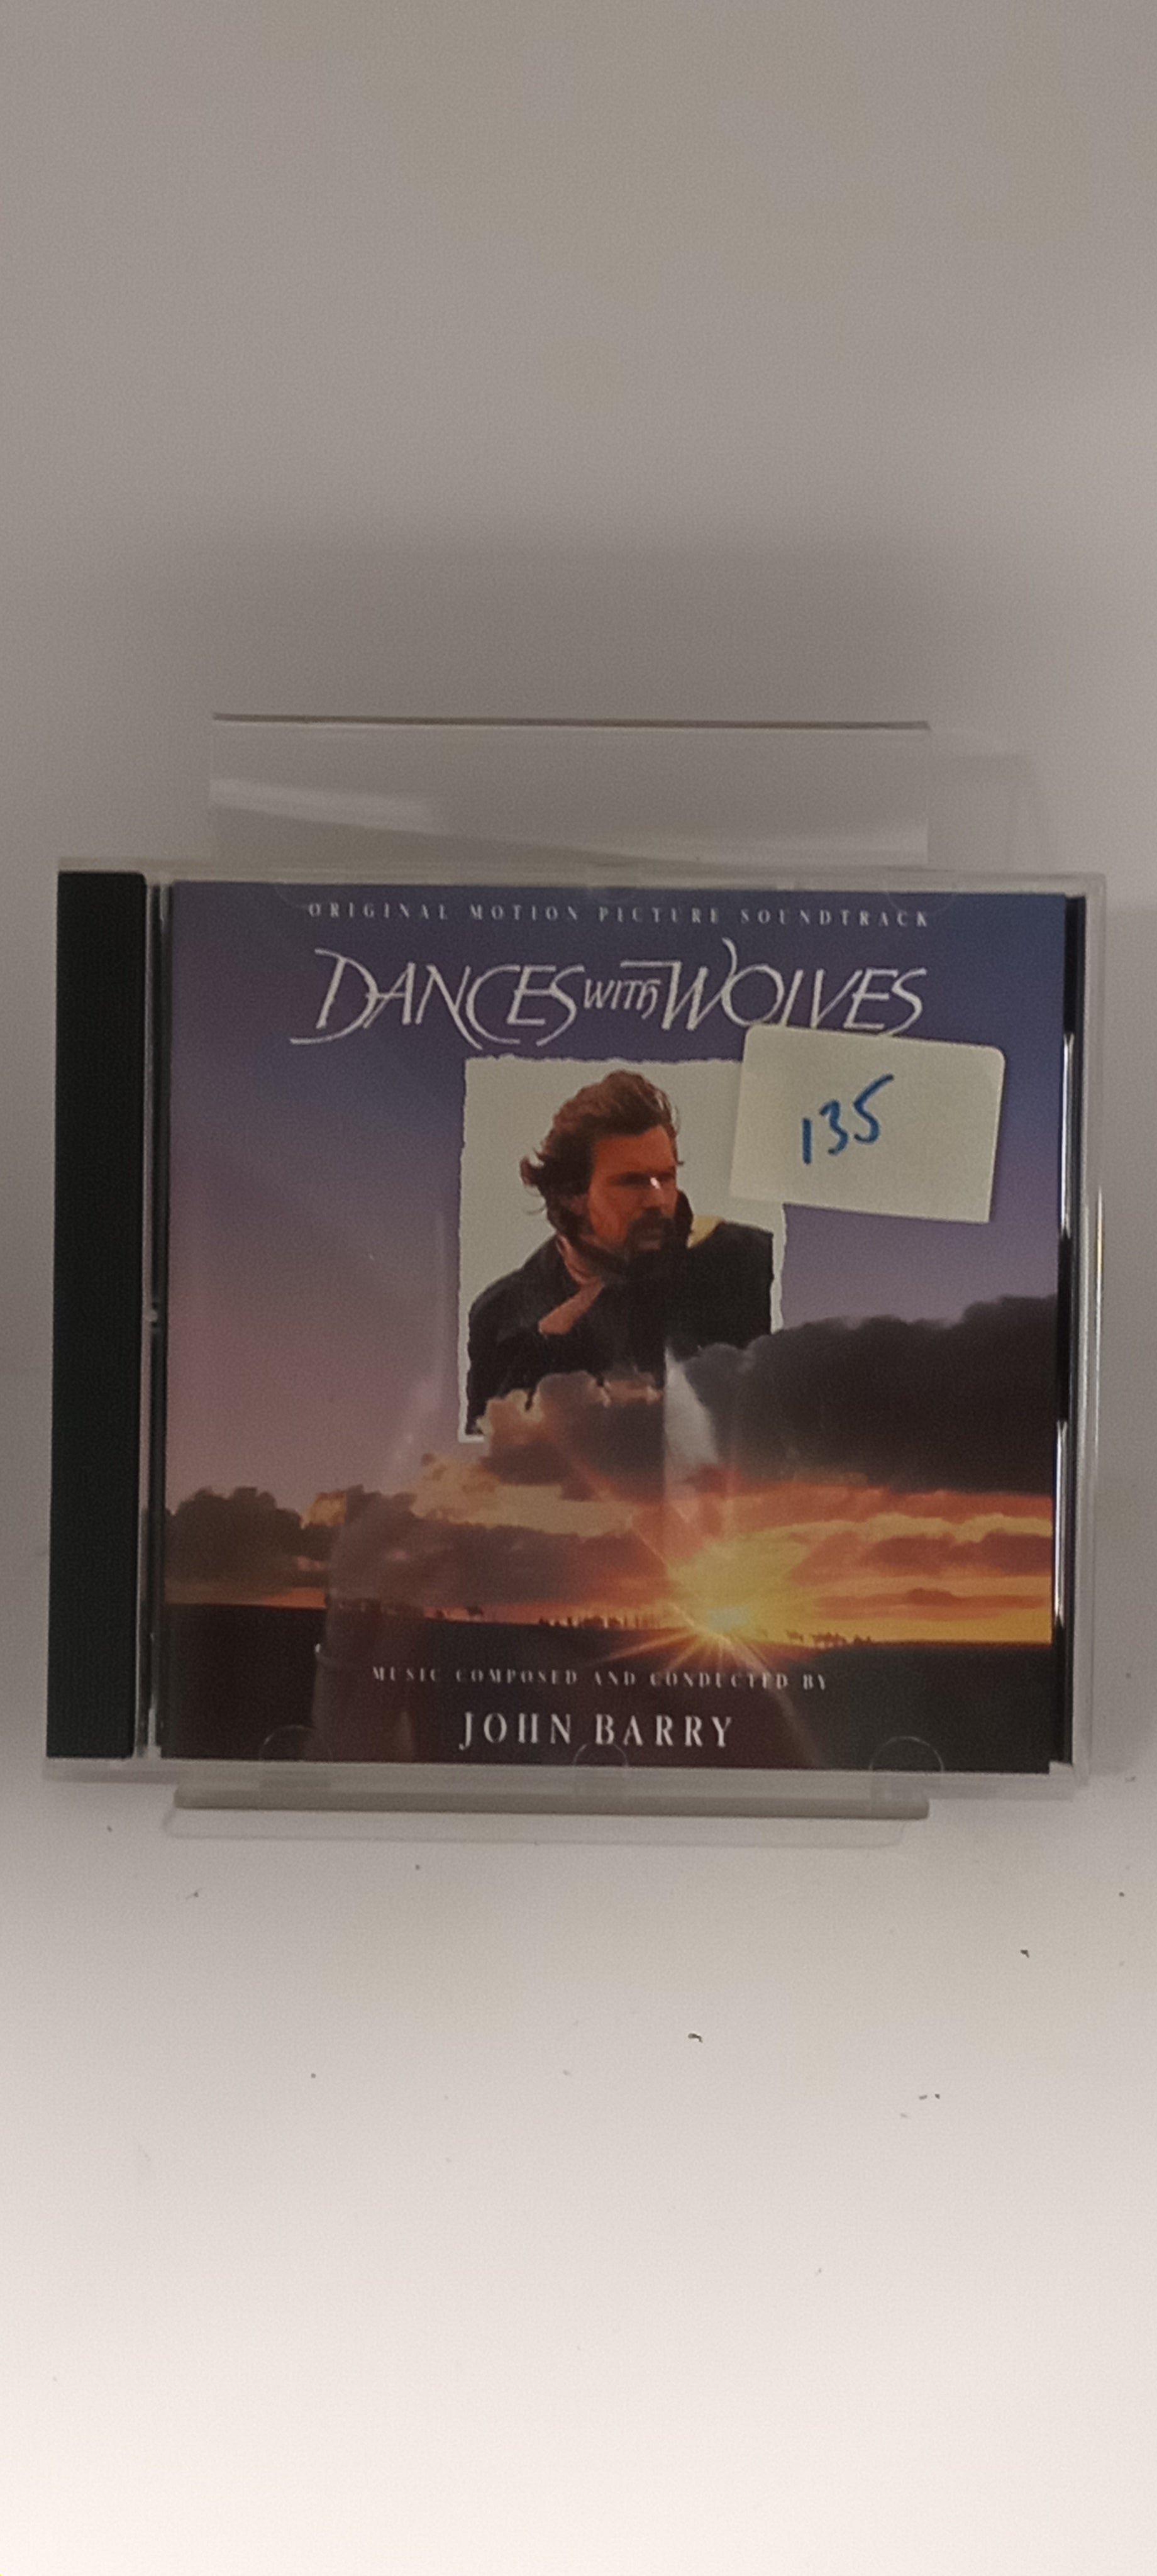 ORIGINAL MOTION PICTURE SOUNDTRACK
DANCES WITH WOLVES
135
MUSIC COMPOSED AND CONDUCTED BY
JOHN BARRY